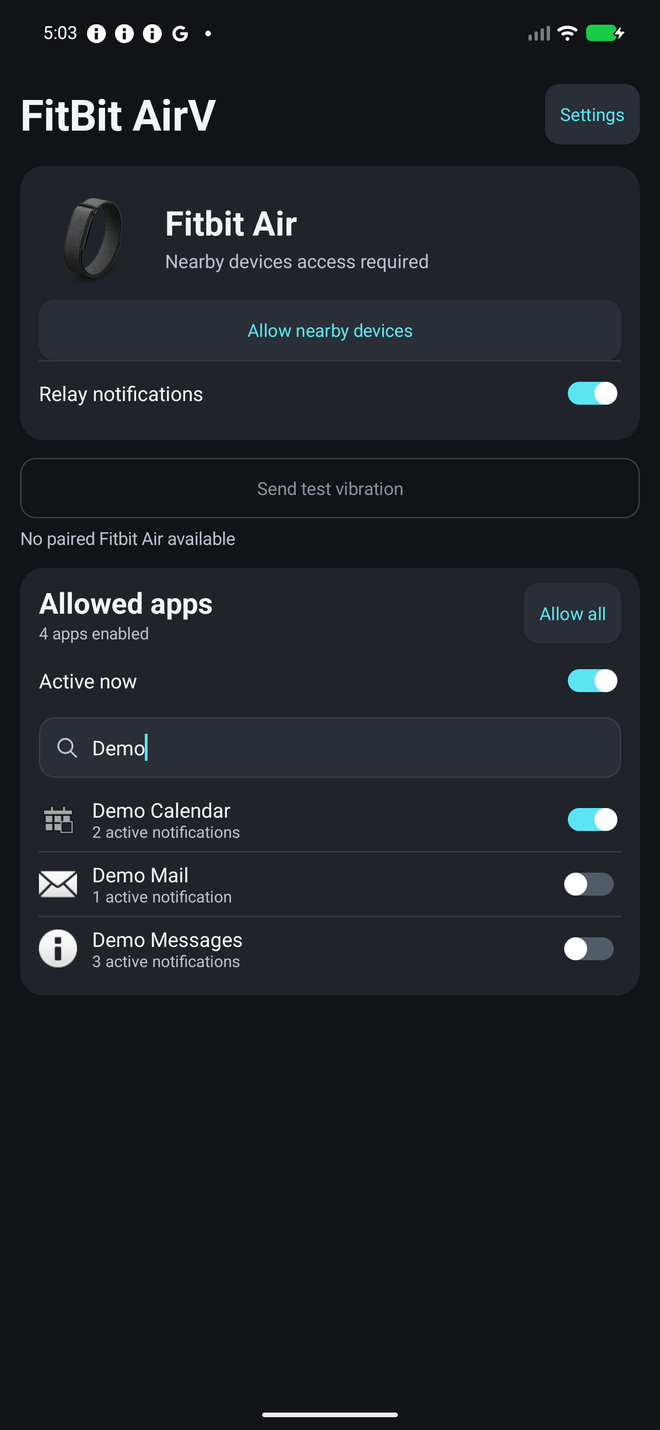 5:03
FitBit AirV
Settings
Fitbit Air
Nearby devices access required
Allow nearby devices
Relay notifications
Send test vibration
No paired Fitbit Air available
Allowed apps
4 apps enabled
Allow all
Active now
Demo
Demo Calendar
2 active notifications
Demo Mail
1 active notification
Demo Messages
3 active notifications